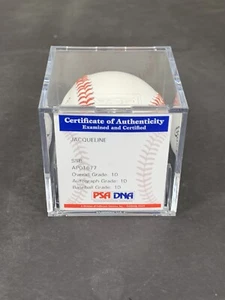 Certificate of Authenticity
Examined and Certified
JACQUELINE
Overall Grade: 10
Autograph Grade: 10
Baseball Grade: 10
PSA DNA